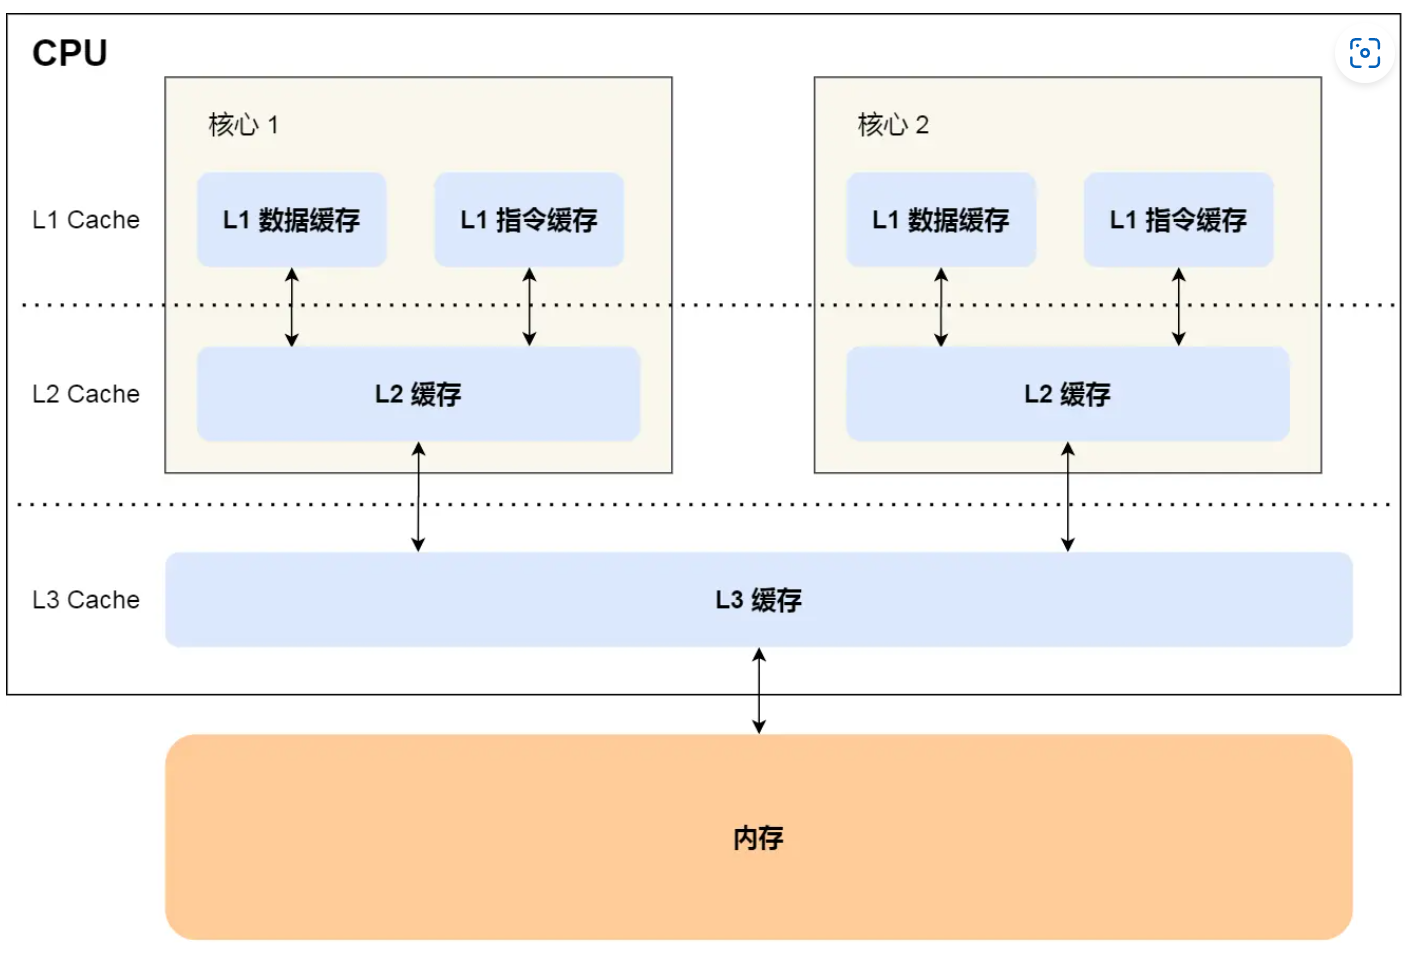 CPU
核心 1
核心 2
L1 Cache
L1 数据缓存
L1 指令缓存
L1 数据缓存
L1 指令缓存
L2 Cache
L2 缓存
L2 缓存
L3 Cache
L3 缓存
内存